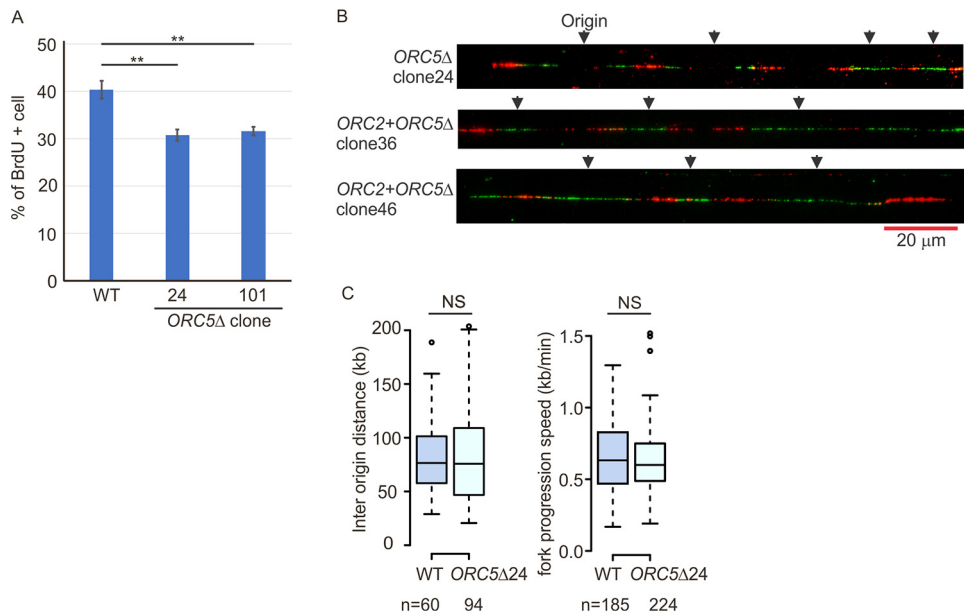 A
**
**
% of BrdU + cell
50
40
30
20
10
0
WT
24
101
ORC5Δ clone
B
Origin
ORC5Δ
clone24
ORC2+ORC5Δ
clone36
ORC2+ORC5Δ
clone46
20 μm
C
NS
Inter origin distance (kb)
200
150
100
50
0
WT ORC5Δ24
n=60 94
NS
fork progression speed (kb/min)
1.5
1.0
0.5
0.0
WT ORC5Δ24
n=185 224